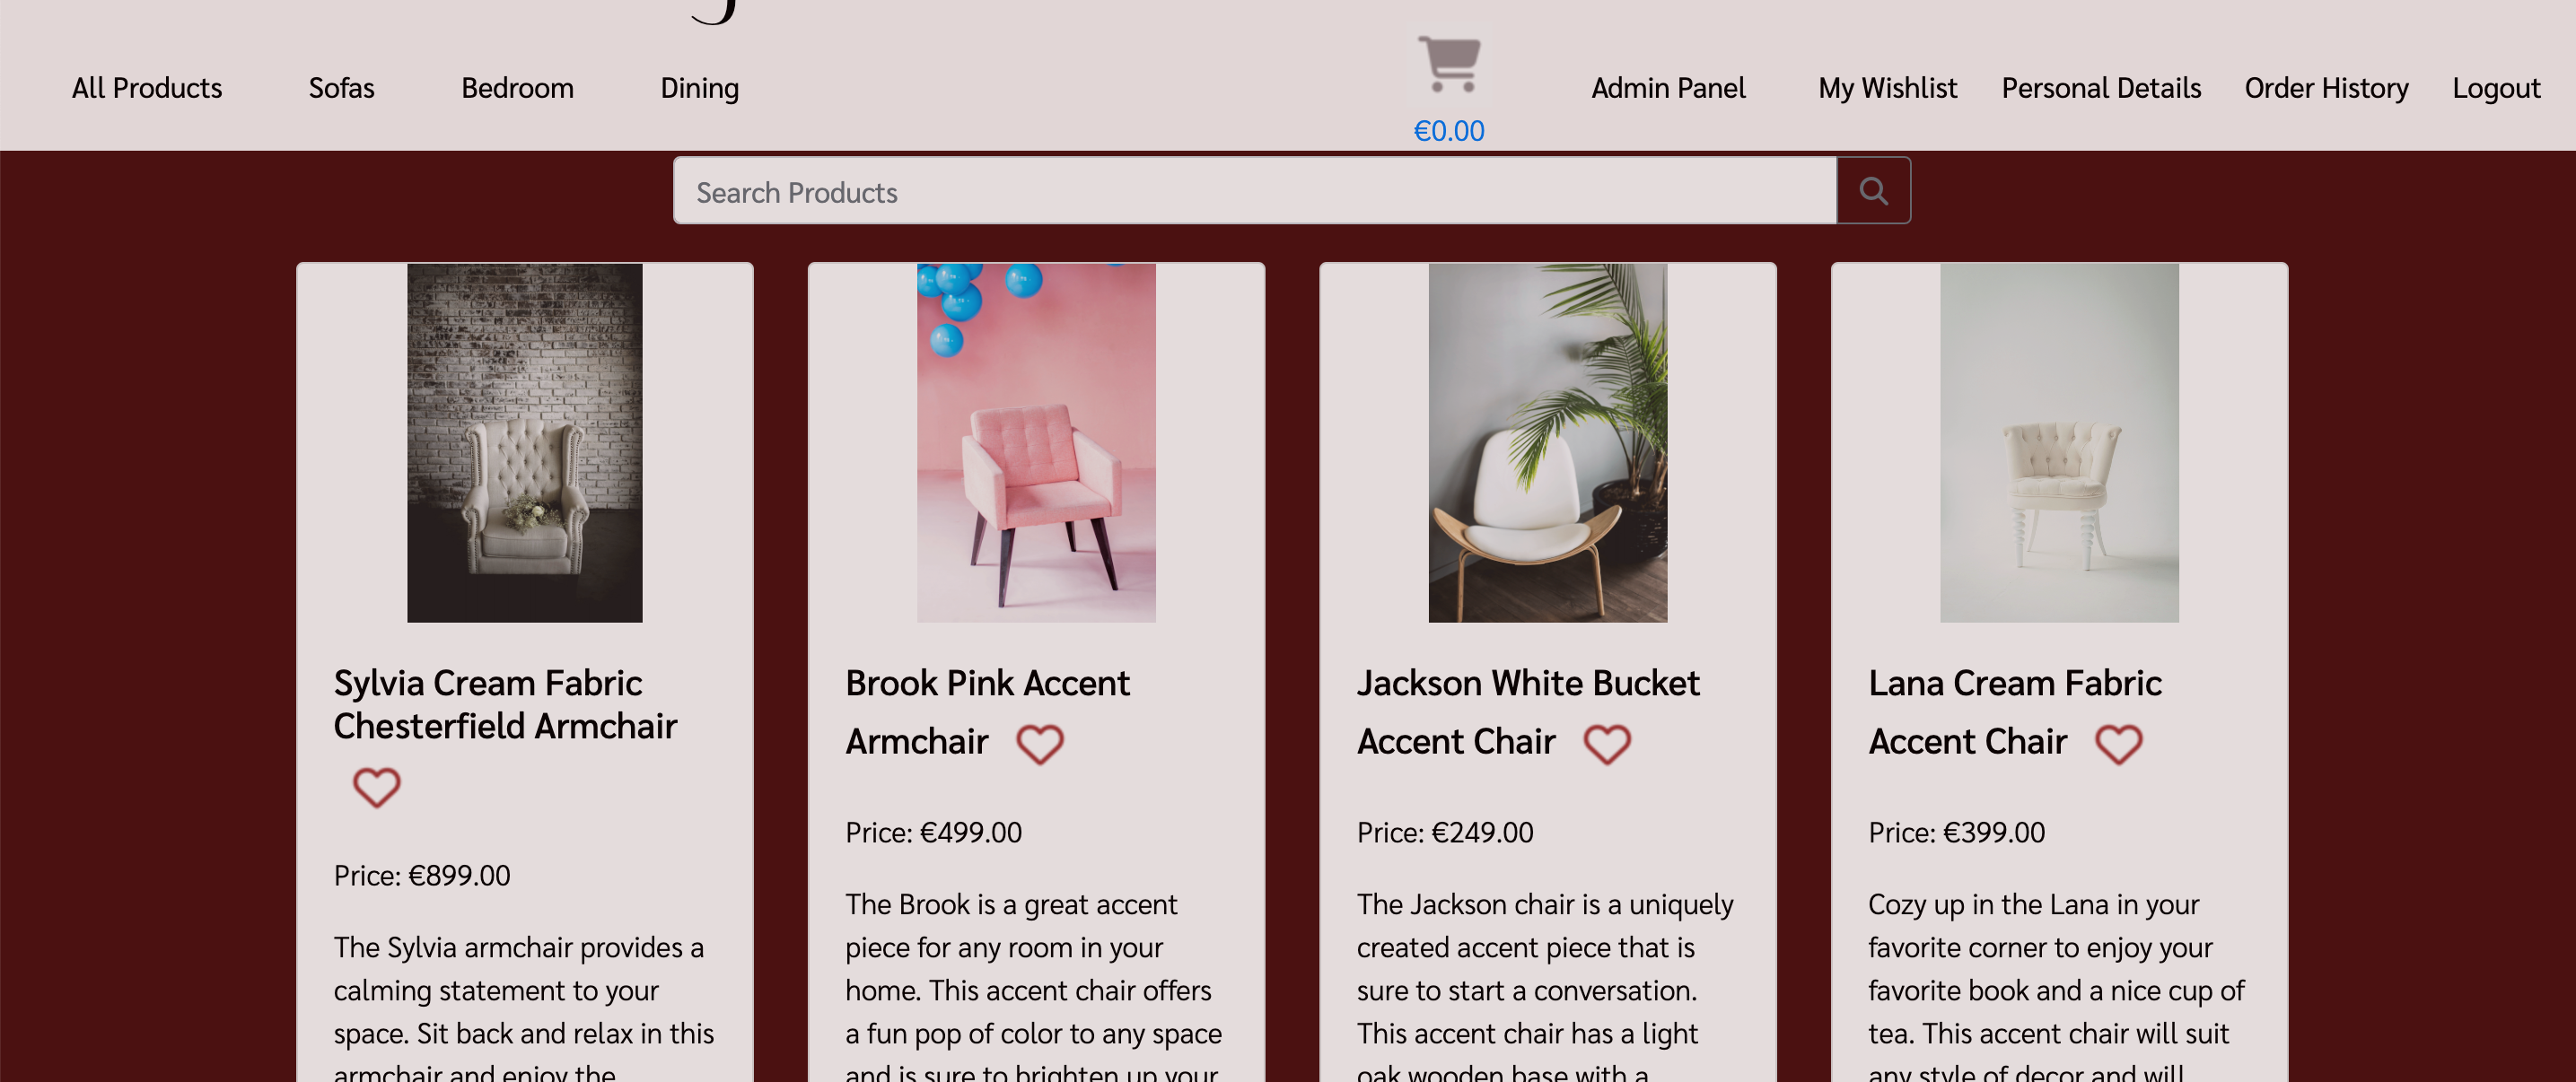 All Products Sofas Bedroom Dining Admin Panel My Wishlist Personal Details Order History Logout
€0.00
Search Products
Sylvia Cream Fabric
Chesterfield Armchair
Price: €899.00
The Sylvia armchair provides a
calming statement to your
space. Sit back and relax in this
armchair and enjoy the
Brook Pink Accent
Armchair
Price: €499.00
The Brook is a great accent
piece for any room in your
home. This accent chair offers
a fun pop of color to any space
and is sure to brighten up your
Jackson White Bucket
Accent Chair
Price: €249.00
The Jackson chair is a uniquely
created accent piece that is
sure to start a conversation.
This accent chair has a light
oak wooden base with a
Lana Cream Fabric
Accent Chair
Price: €399.00
Cozy up in the Lana in your
favorite corner to enjoy your
favorite book and a nice cup of
tea. This accent chair will suit
any style of decor and will